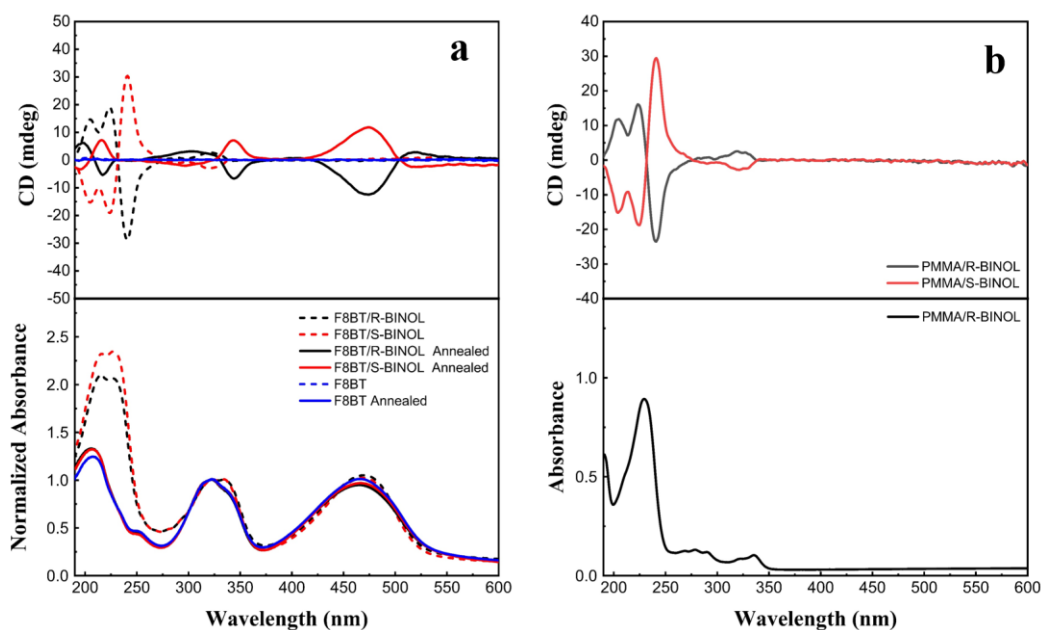 a
CD (mdeg)
50
40
30
20
10
0
-10
-20
-30
-40
-50
F8BT/R-BINOL
F8BT/S-BINOL
F8BT/R-BINOL Annealed
F8BT/S-BINOL Annealed
F8BT
F8BT Annealed
Normalized Absorbance
2.5
2.0
1.5
1.0
0.5
0.0
200 250 300 350 400 450 500 550 600
Wavelength (nm)
b
CD (mdeg)
40
30
20
10
0
-10
-20
-30
-40
PMMA/R-BINOL
PMMA/S-BINOL
PMMA/R-BINOL
Absorbance
1.0
0.5
0.0
200 250 300 350 400 450 500 550 600
Wavelength (nm)